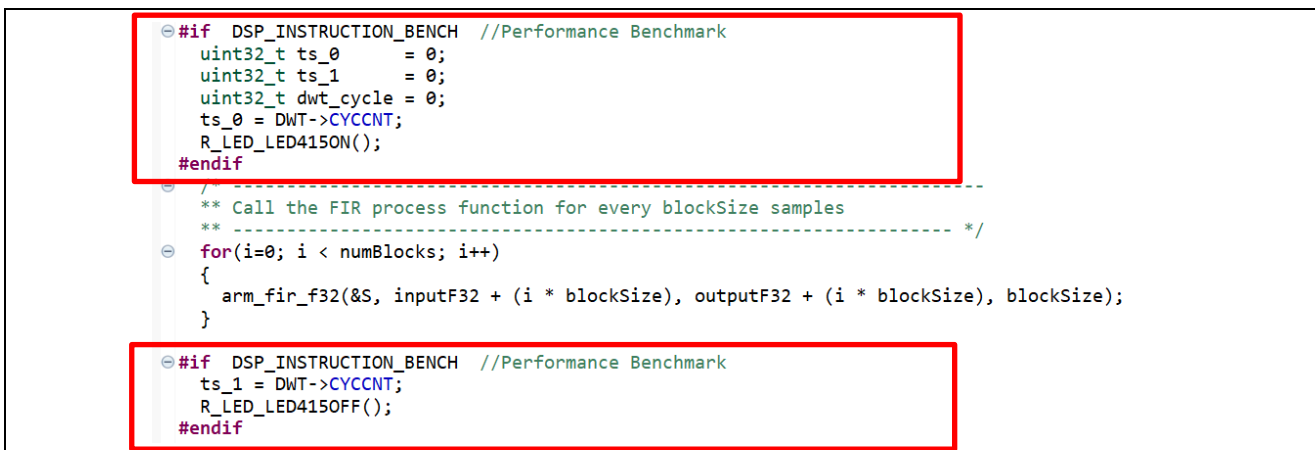 #if DSP_INSTRUCTION_BENCH //Performance Benchmark
uint32_t ts_0 = 0;
uint32_t ts_1 = 0;
uint32_t dwt_cycle = 0;
ts_0 = DWT->CYCCNT;
R_LED_LED415ON();
#endif
/* ----------------------------------------------------------------------
** Call the FIR process function for every blockSize samples
** ------------------------------------------------------------------- */
for(i=0; i < numBlocks; i++)
{
arm_fir_f32(&S, inputF32 + (i * blockSize), outputF32 + (i * blockSize), blockSize);
}
#if DSP_INSTRUCTION_BENCH //Performance Benchmark
ts_1 = DWT->CYCCNT;
R_LED_LED415OFF();
#endif